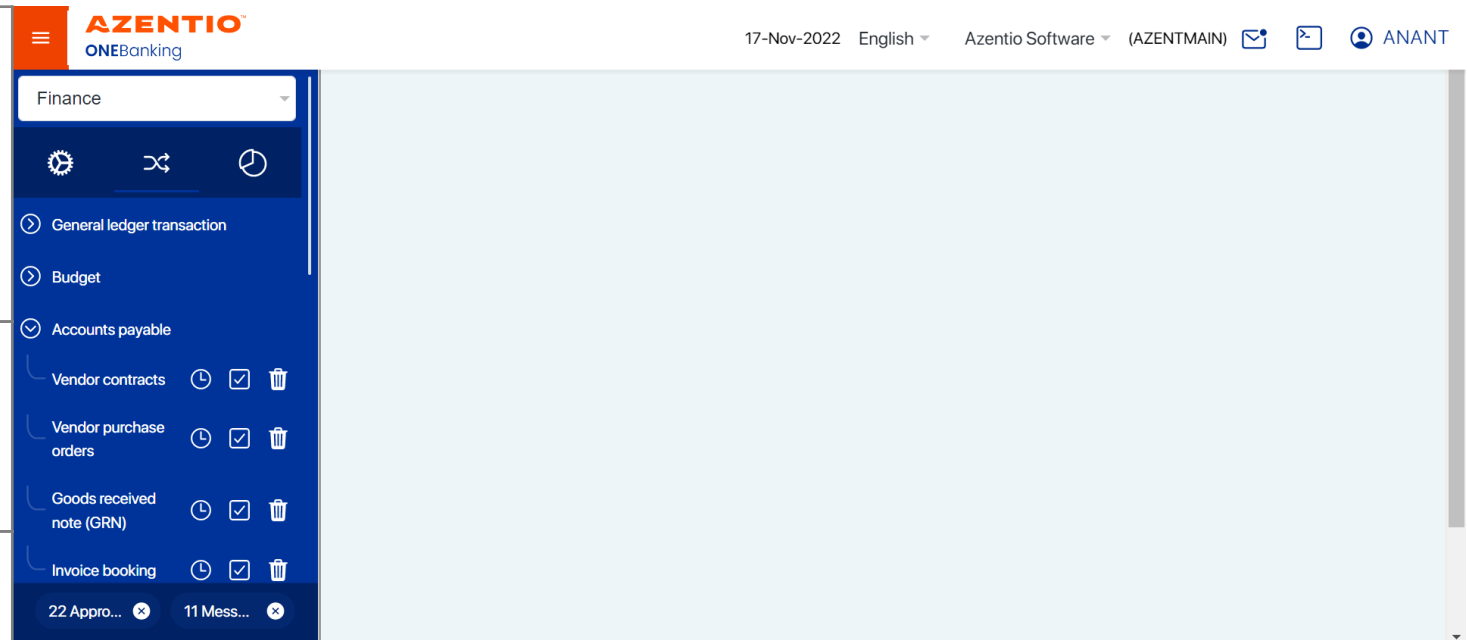 AZENTIO™
ONEBanking
17-Nov-2022 English Azentio Software (AZENTMAIN) ANANT
Finance
General ledger transaction
Budget
Accounts payable
Vendor contracts
Vendor purchase
orders
Goods received
note (GRN)
Invoice booking
22 Appro... 11 Mess...